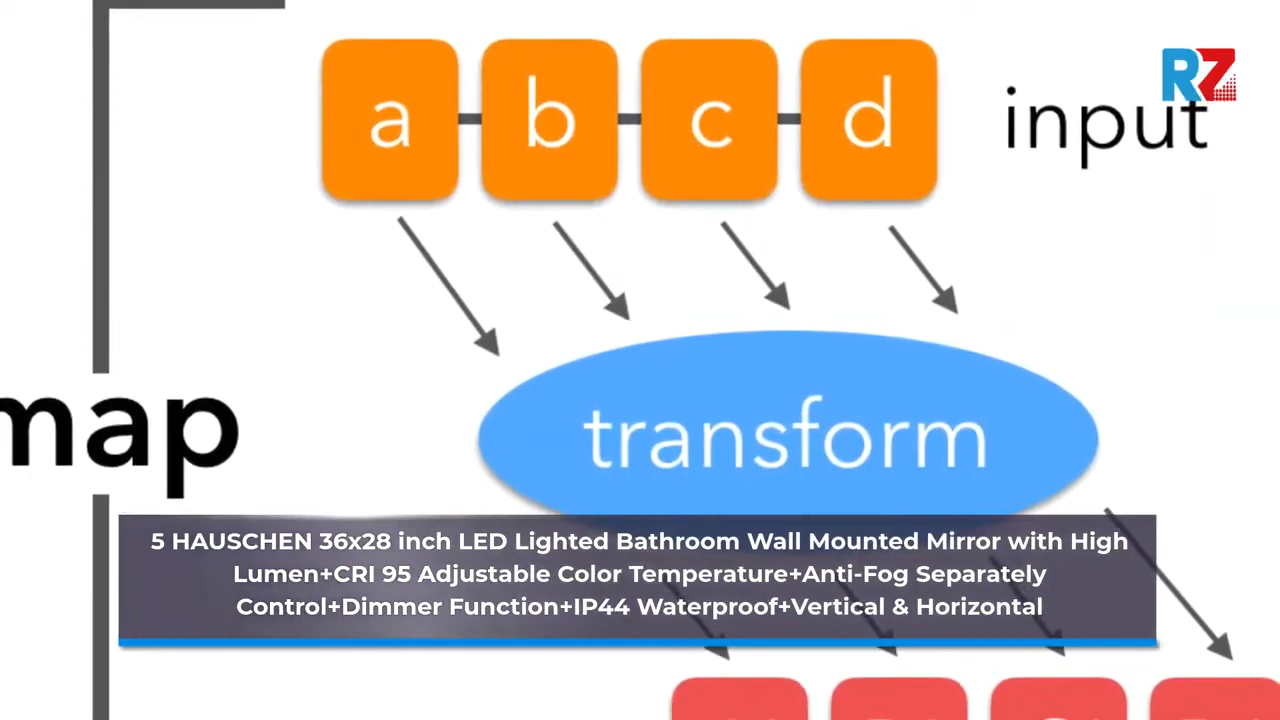 RZ
a b c d input
transform
map
5 HAUSCHEN 36x28 inch LED Lighted Bathroom Wall Mounted Mirror with High
Lumen+CRI 95 Adjustable Color Temperature+Anti-Fog Separately
Control+Dimmer Function+IP44 Waterproof+Vertical & Horizontal